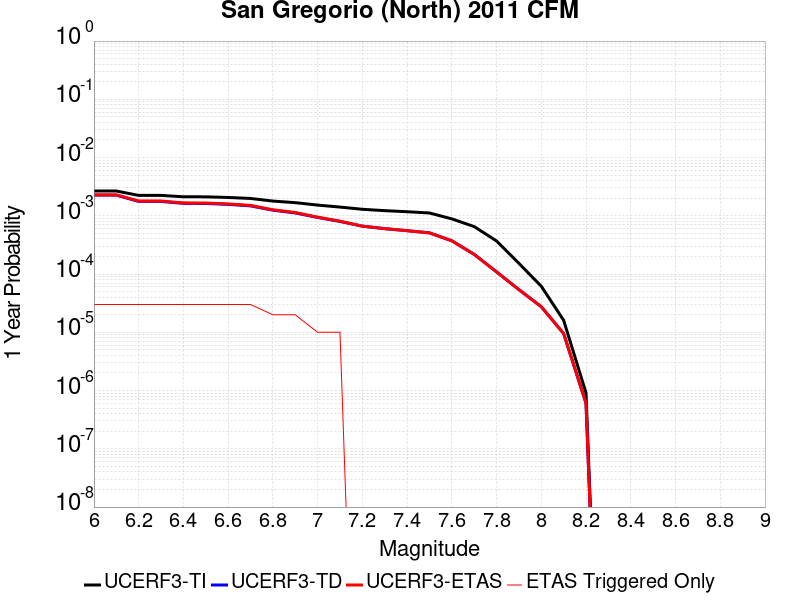 San Gregorio (North) 2011 CFM
10^0
10^-1
10^-2
10^-3
10^-4
10^-5
10^-6
10^-7
10^-8
1 Year Probability
6 6.2 6.4 6.6 6.8 7 7.2 7.4 7.6 7.8 8 8.2 8.4 8.6 8.8 9
Magnitude
UCERF3-TI UCERF3-TD UCERF3-ETAS ETAS Triggered Only